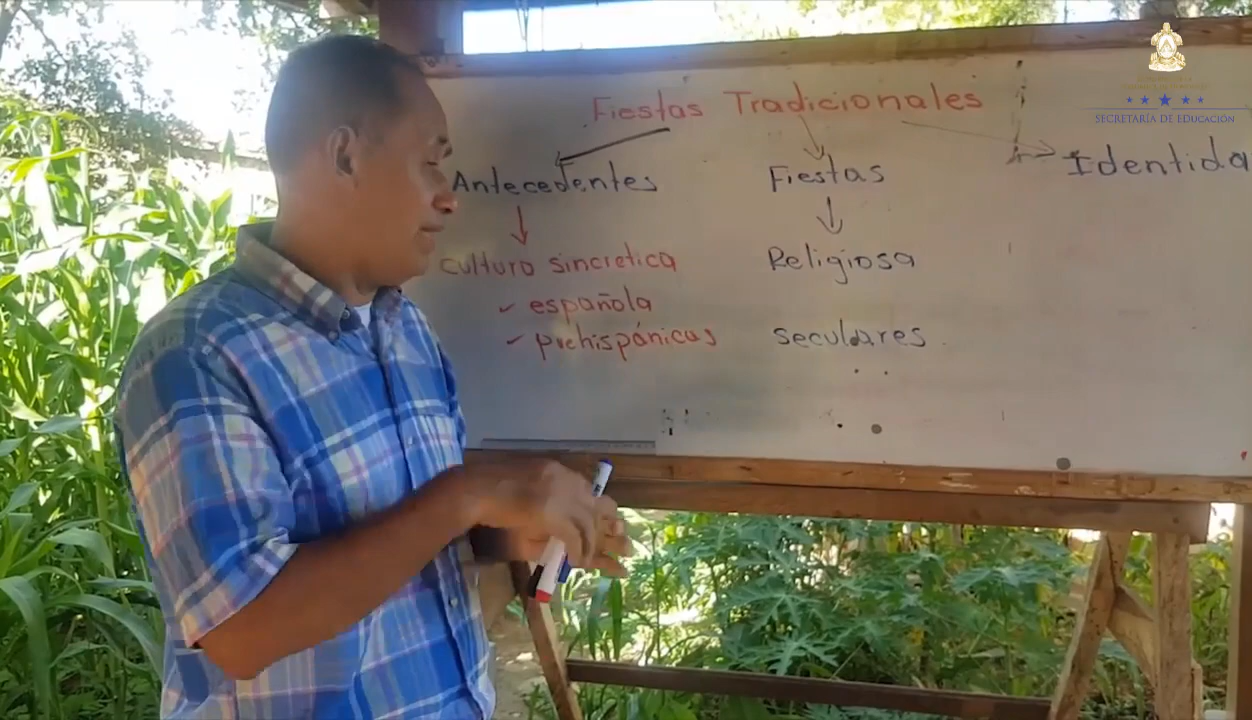 Fiestas Tradicionales
Antecedentes
Fiestas
Identida
cultura sincretica
Religiosa
española
prehispánicas
seculares
SECRETARÍA DE EDUCACIÓN